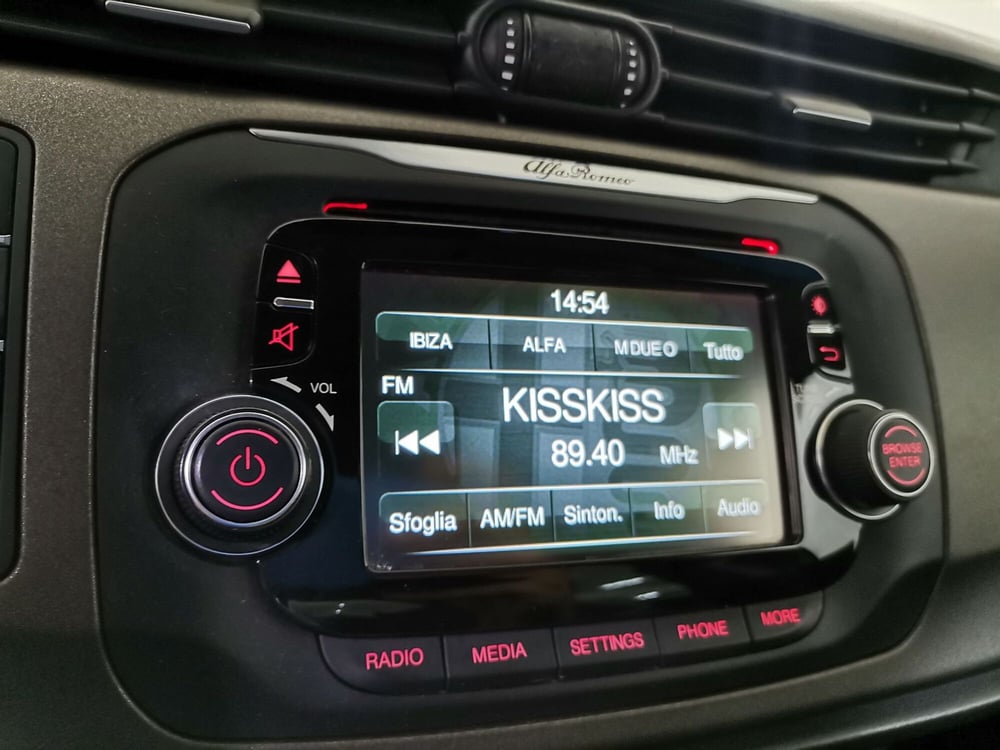 Alfa Romeo
14:54
IBIZA ALFA M DUE O Tutto
VOL
FM
KISSKISS
89.40 MHz
BROWSE
ENTER
Sfoglia AM/FM Sinton. Info Audio
RADIO MEDIA SETTINGS PHONE MORE